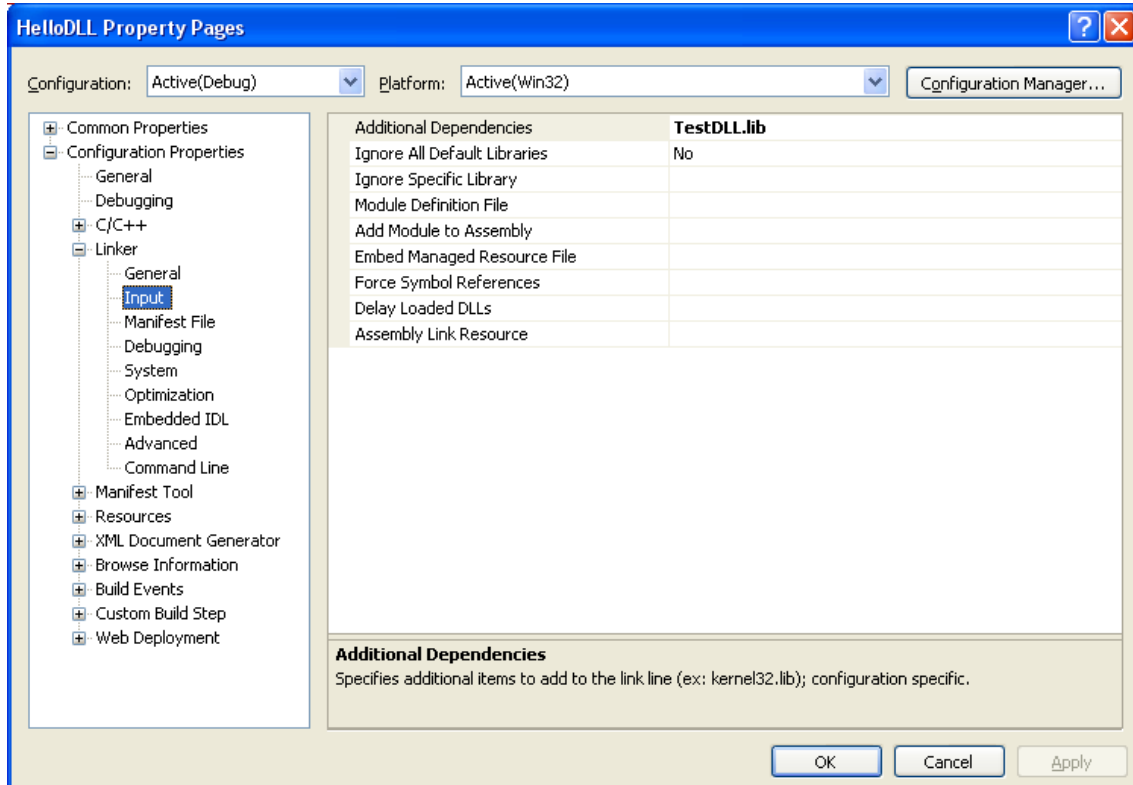 HelloDLL Property Pages
Configuration: Active(Debug) Platform: Active(Win32) Configuration Manager...
Common Properties
Configuration Properties
General
Debugging
C/C++
Linker
General
Input
Manifest File
Debugging
System
Optimization
Embedded IDL
Advanced
Command Line
Manifest Tool
Resources
XML Document Generator
Browse Information
Build Events
Custom Build Step
Web Deployment
Additional Dependencies TestDLL.lib
Ignore All Default Libraries No
Ignore Specific Library
Module Definition File
Add Module to Assembly
Embed Managed Resource File
Force Symbol References
Delay Loaded DLLs
Assembly Link Resource
Additional Dependencies
Specifies additional items to add to the link line (ex: kernel32.lib); configuration specific.
OK Cancel Apply